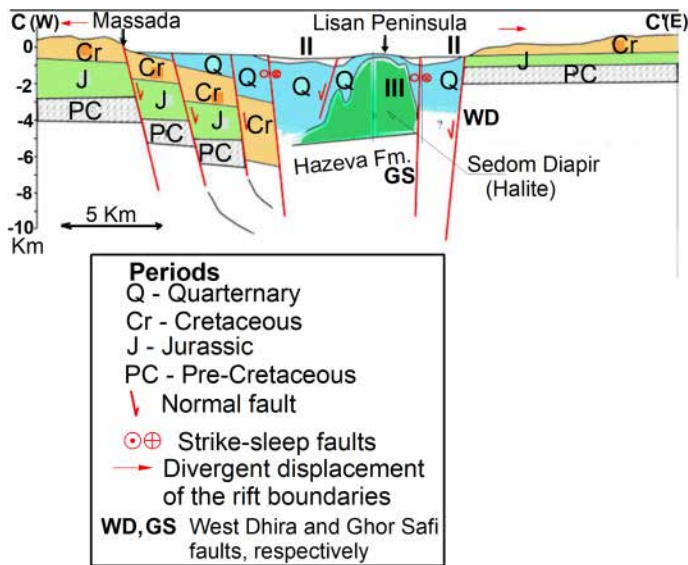 C (W) Massada Lisan Peninsula C'(E)
0 II II
Cr Cr Q Q Q Q Q Cr
-2 J Cr III J
J PC
PC J Cr WD
-4 PC ?
PC Hazeva Fm. Sedom Diapir
-6 GS (Halite)
-8 5 Km
-10
Km
Periods
Q - Quarternary
Cr - Cretaceous
J - Jurassic
PC - Pre-Cretaceous
Normal fault
Strike-sleep faults
Divergent displacement
of the rift boundaries
WD, GS West Dhira and Ghor Safi
faults, respectively